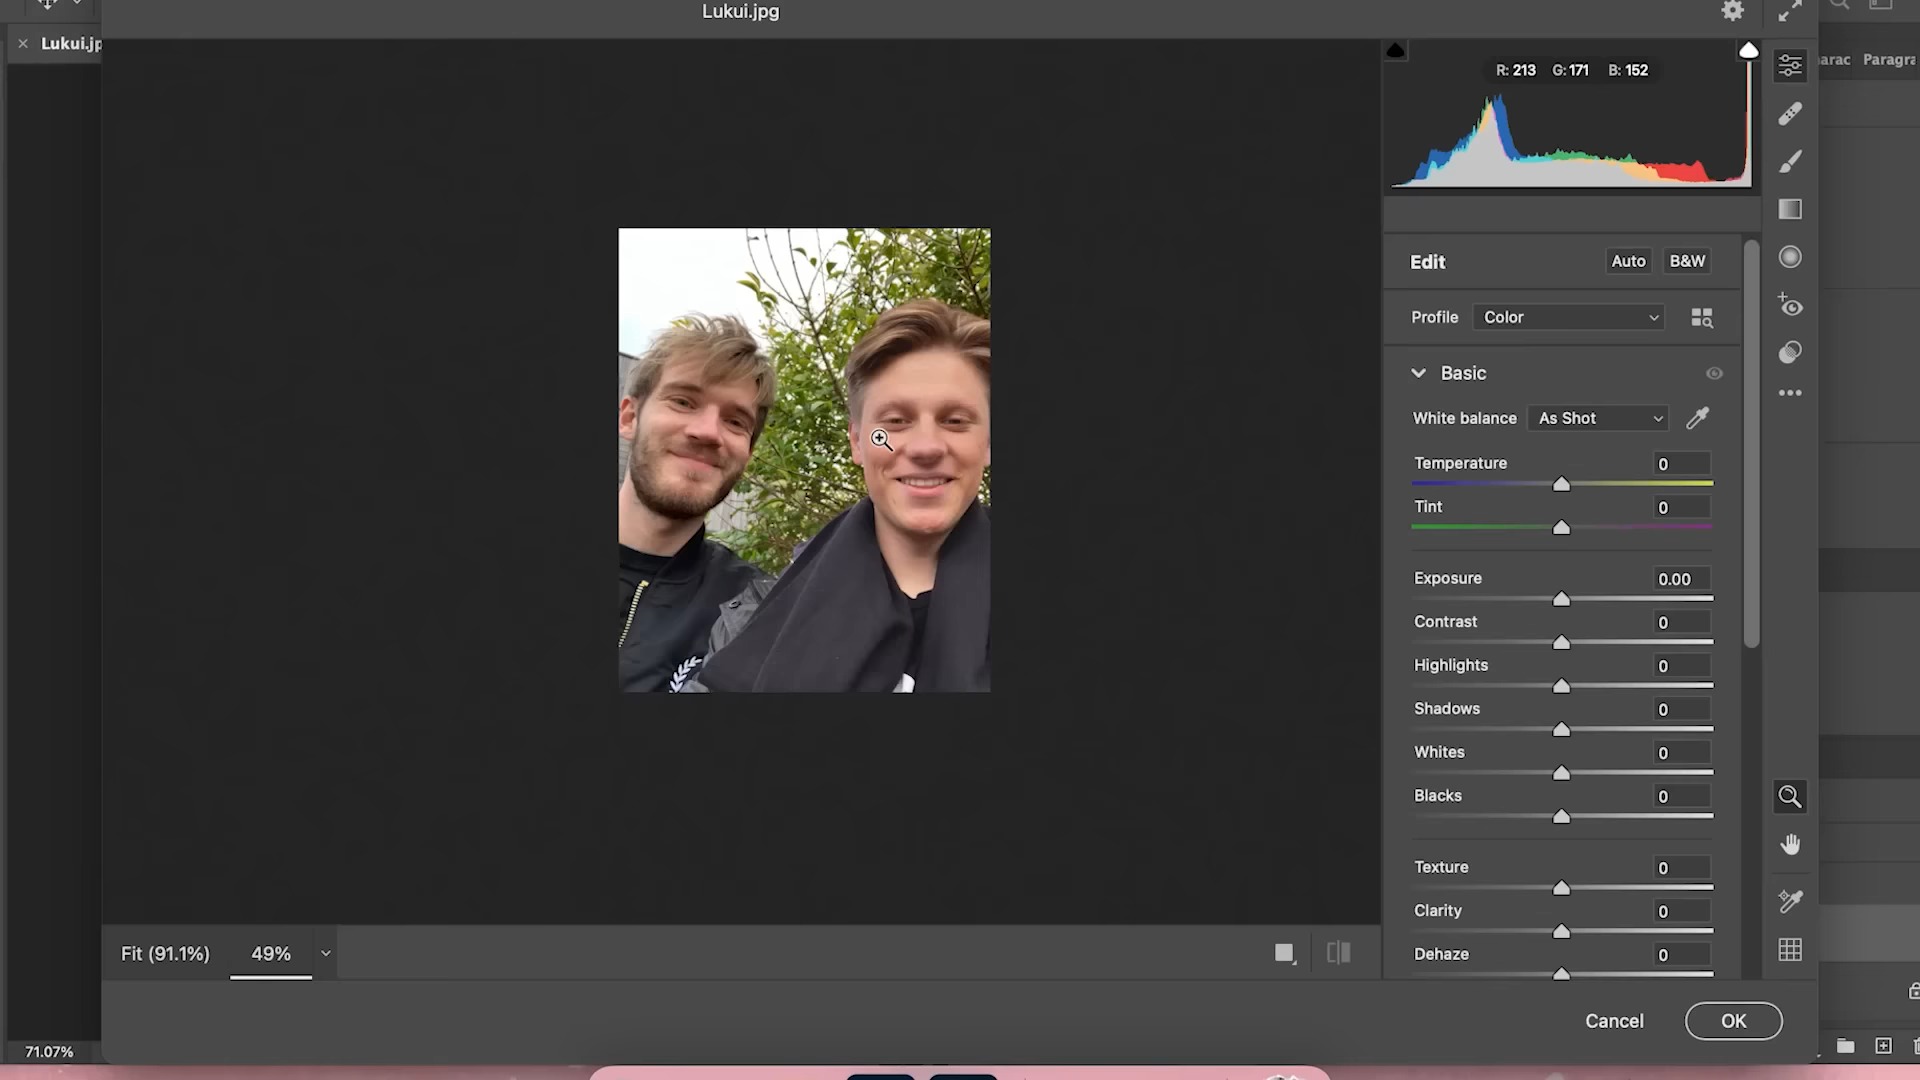 Lukui.jpg
Lukui.jp
R: 213 G: 171 B: 152
arac Paragra
Edit Auto B&W
Profile Color
Basic
White balance As Shot
Temperature 0
Tint 0
Exposure 0.00
Contrast 0
Highlights 0
Shadows 0
Whites 0
Blacks 0
Texture 0
Clarity 0
Dehaze 0
Fit (91.1%) 49%
Cancel OK
71.07%